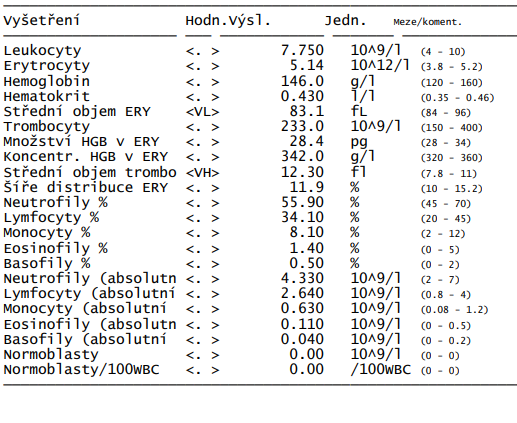 Vyšetření Hodn.Výsl. Jedn. Meze/koment.
Leukocyty <. > 7.750 10^9/l (4 - 10)
Erytrocyty <. > 5.14 10^12/l (3.8 - 5.2)
Hemoglobin <. > 146.0 g/l (120 - 160)
Hematokrit <. > 0.430 l/l (0.35 - 0.46)
Střední objem ERY <VL> 83.1 fL (84 - 96)
Trombocyty <. > 233.0 10^9/l (150 - 400)
Množství HGB v ERY <. > 28.4 pg (28 - 34)
Koncentr. HGB v ERY <. > 342.0 g/l (320 - 360)
Střední objem trombo <VH> 12.30 fl (7.8 - 11)
Šíře distribuce ERY <. > 11.9 % (10 - 15.2)
Neutrofily % <. > 55.90 % (45 - 70)
Lymfocyty % <. > 34.10 % (20 - 45)
Monocyty % <. > 8.10 % (2 - 12)
Eosinofily % <. > 1.40 % (0 - 5)
Basofily % <. > 0.50 % (0 - 2)
Neutrofily (absolutn <. > 4.330 10^9/l (2 - 7)
Lymfocyty (absolutní <. > 2.640 10^9/l (0.8 - 4)
Monocyty (absolutní <. > 0.630 10^9/l (0.08 - 1.2)
Eosinofily (absolutn <. > 0.110 10^9/l (0 - 0.5)
Basofily (absolutní <. > 0.040 10^9/l (0 - 0.2)
Normoblasty <. > 0.00 10^9/l (0 - 0)
Normoblasty/100WBC <. > 0.00 /100WBC (0 - 0)